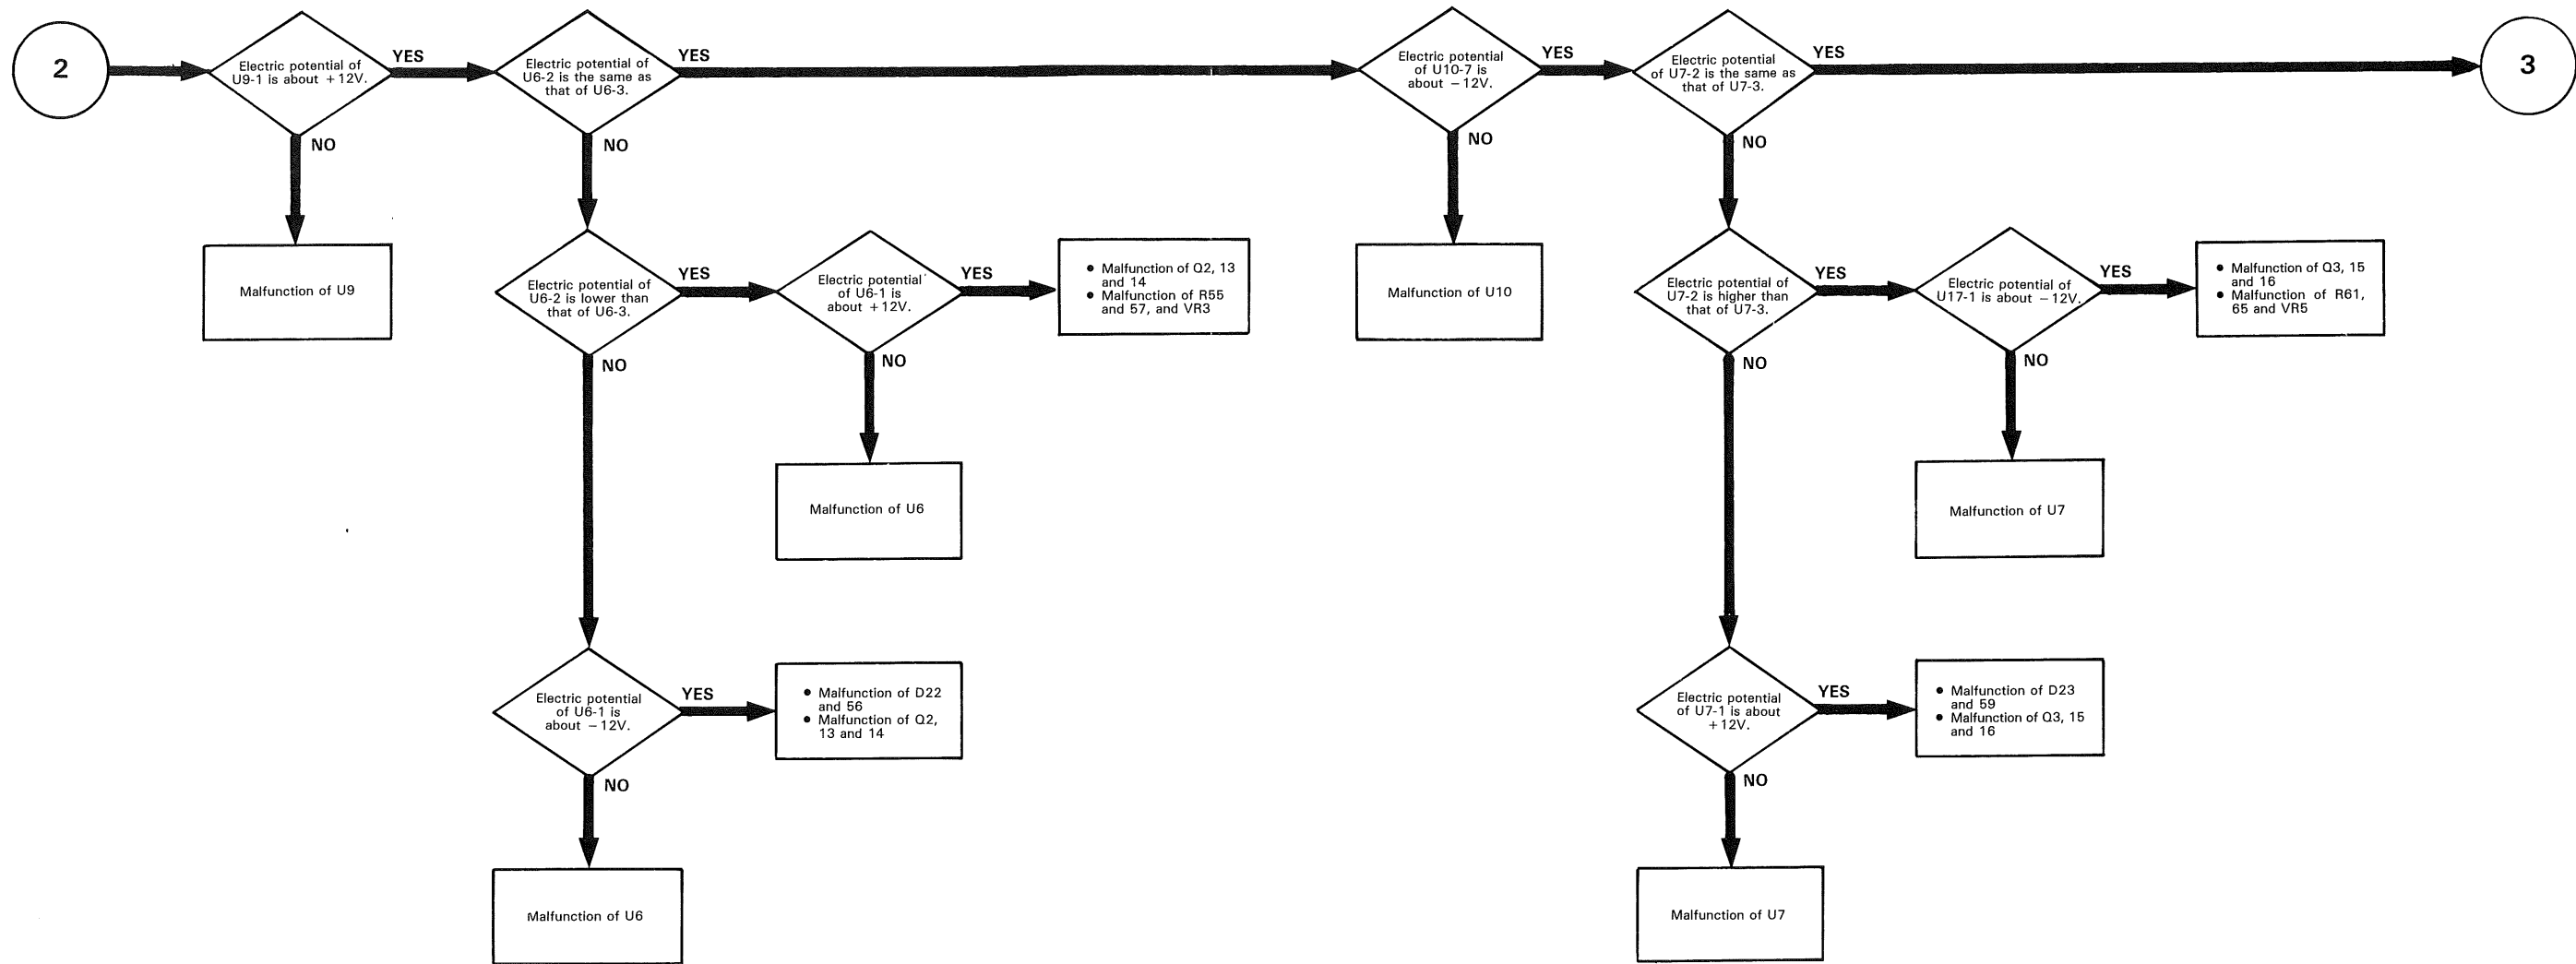 2
Electric potential of
U9-1 is about +12V.
YES
NO
Malfunction of U9
Electric potential of
U6-2 is the same as
that of U6-3.
YES
NO
Electric potential of
U6-2 is lower than
that of U6-3.
YES
NO
Electric potential
of U6-1 is
about +12V.
YES
NO
● Malfunction of Q2, 13
and 14
● Malfunction of R55
and 57, and VR3
Malfunction of U6
Electric potential
of U6-1 is
about −12V.
YES
NO
● Malfunction of D22
and 56
● Malfunction of Q2,
13 and 14
Malfunction of U6
Electric potential
of U10-7 is
about −12V.
YES
NO
Malfunction of U10
Electric potential
of U7-2 is the same as
that of U7-3.
YES
NO
3
Electric potential of
U7-2 is higher than
that of U7-3.
YES
NO
Electric potential of
U17-1 is about −12V.
YES
NO
● Malfunction of Q3, 15
and 16
● Malfunction of R61,
65 and VR5
Malfunction of U7
Electric potential
of U7-1 is about
+12V.
YES
NO
● Malfunction of D23
and 59
● Malfunction of Q3, 15
and 16
Malfunction of U7